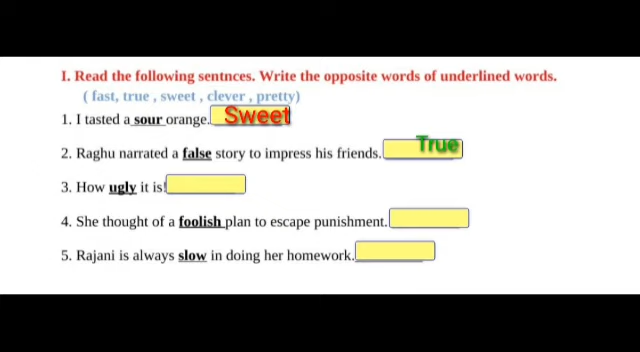 I. Read the following sentnces. Write the opposite words of underlined words.
( fast, true , sweet , clever , pretty)
1. I tasted a sour orange. Sweet
2. Raghu narrated a false story to impress his friends. True
3. How ugly it is!
4. She thought of a foolish plan to escape punishment.
5. Rajani is always slow in doing her homework.